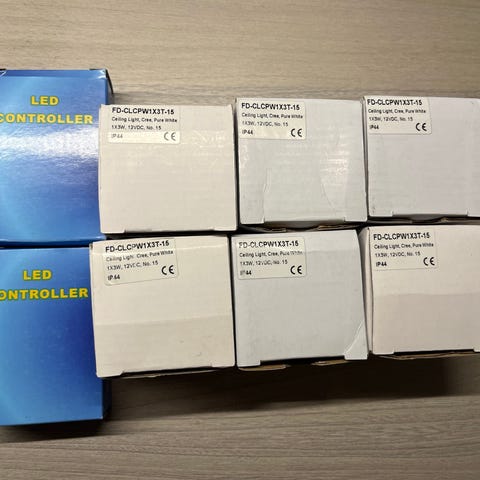 LED
CONTROLLER
FD-CLCPW1X3T-15
Ceiling Light, Cree, Pure White
1X3W, 12VDC, No. 15
IP44 CE
FD-CLCPW1X3T-15
Ceiling Light, Cree, Pure White
1X3W, 12VDC, No. 15
IP44 CE
FD-CLCPW1X3T-15
Ceiling Light, Cree, Pure White
1X3W, 12VDC, No. 15
IP44 CE
LED
CONTROLLER
FD-CLCPW1X3T-15
Ceiling Light, Cree, Pure White
1X3W, 12VDC, No. 15
IP44 CE
FD-CLCPW1X3T-15
Ceiling Light, Cree, Pure White
1X3W, 12VDC, No. 15
IP44 CE
FD-CLCPW1X3T-15
Ceiling Light, Cree, Pure White
1X3W, 12VDC, No. 15
IP44 CE